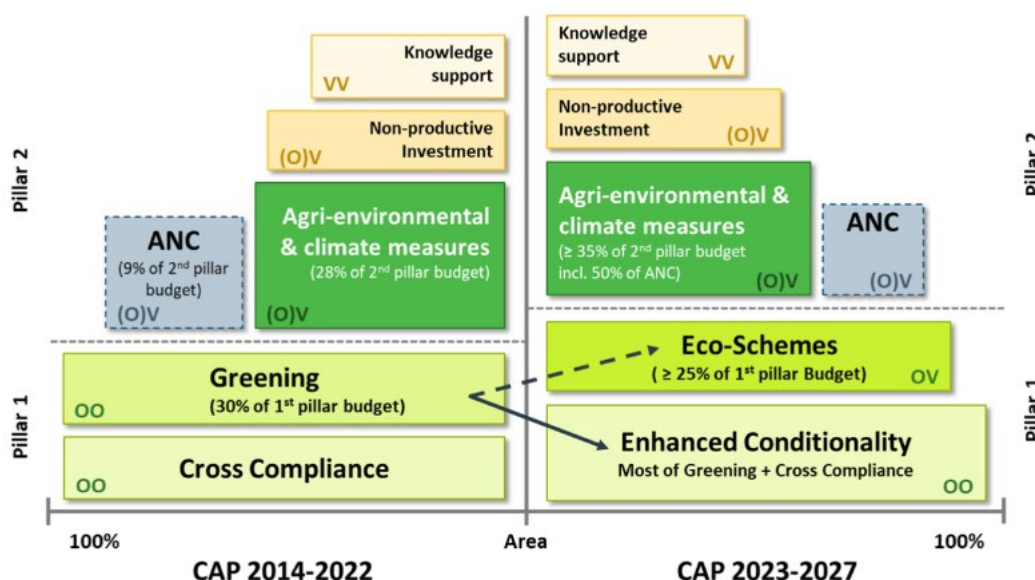 Pillar 2
Pillar 1
Knowledge
support
VV
Non-productive
Investment
(O)V
Agri-environmental
& climate measures
(28% of 2nd pillar budget)
(O)V
ANC
(9% of 2nd pillar
budget)
(O)V
Greening
(30% of 1st pillar budget)
OO
Cross Compliance
OO
Knowledge
support
VV
Non-productive
Investment
(O)V
Agri-environmental &
climate measures
(≥ 35% of 2nd pillar budget
incl. 50% of ANC)
(O)V
ANC
(O)V
Eco-Schemes
( ≥ 25% of 1st pillar Budget)
OV
Enhanced Conditionality
Most of Greening + Cross Compliance
OO
Pillar 2
Pillar 1
100%
Area
100%
CAP 2014-2022
CAP 2023-2027